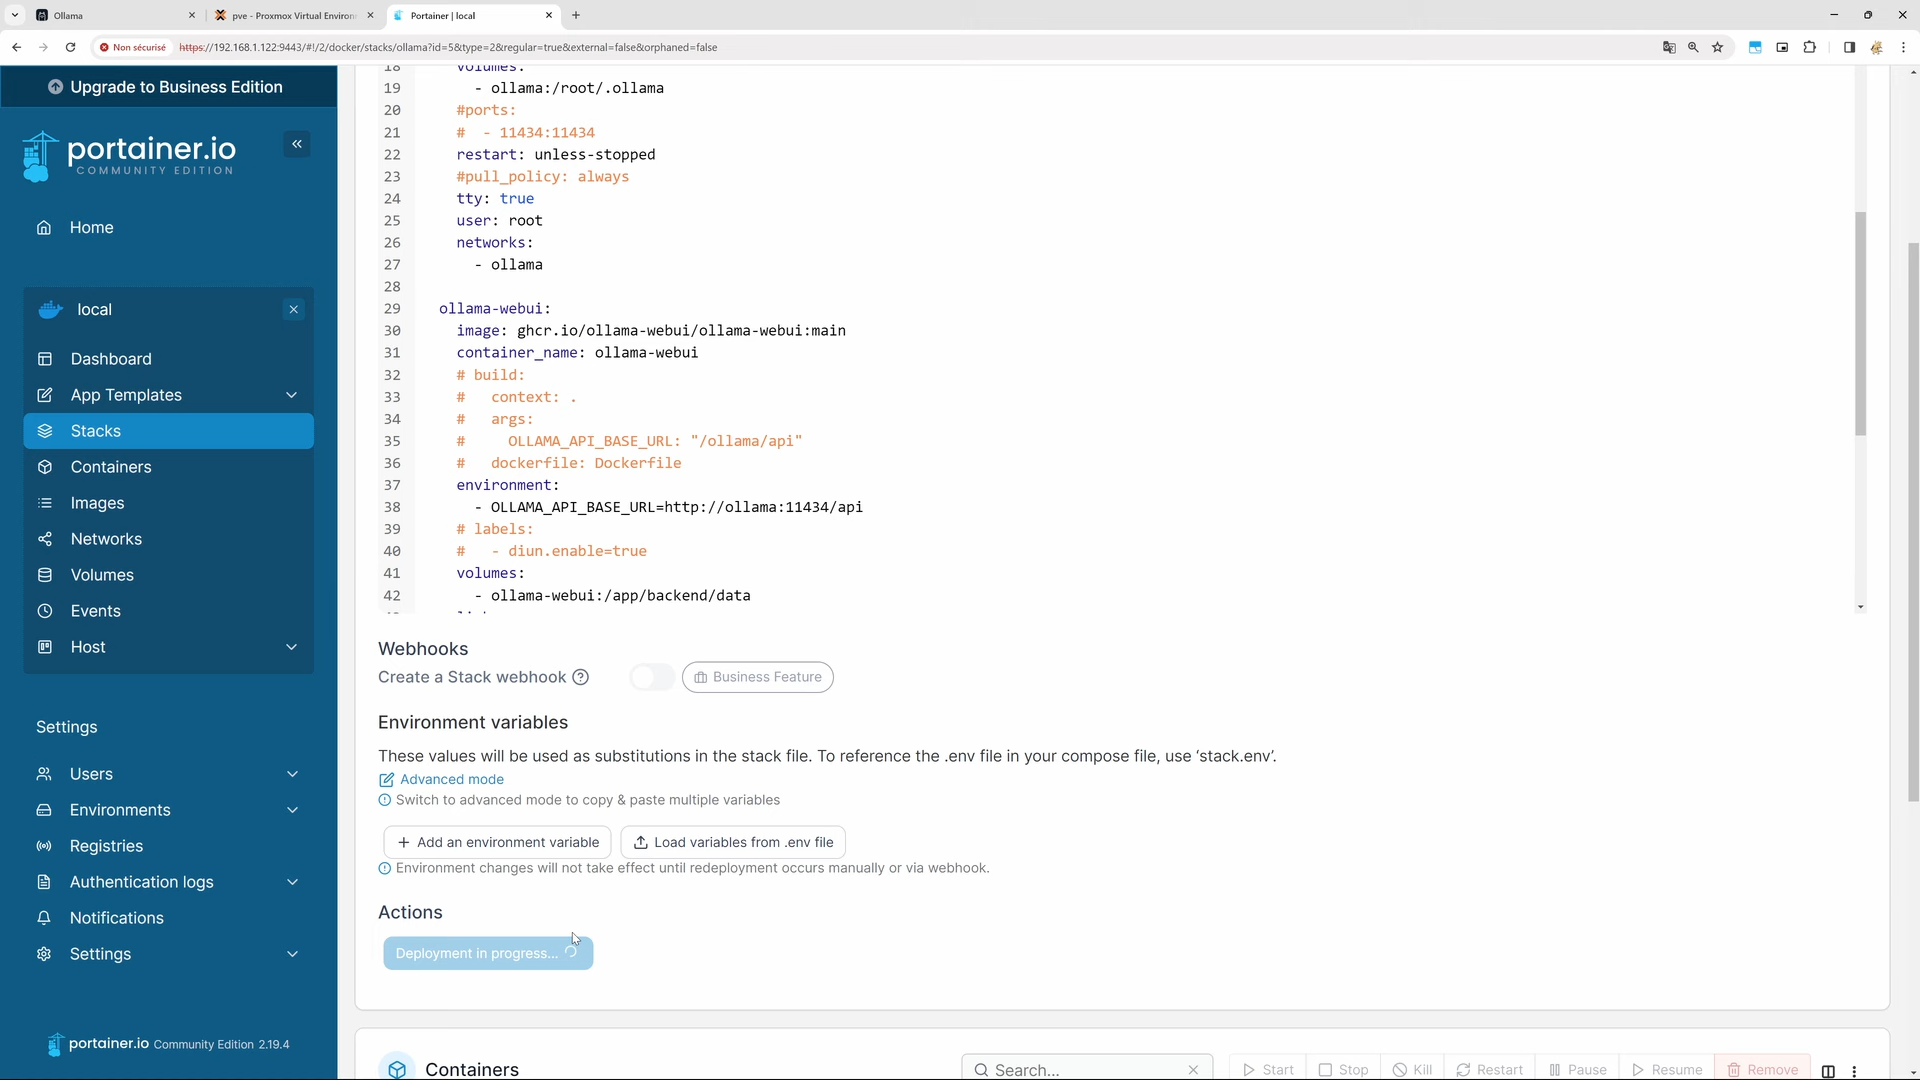 Ollama
pve - Proxmox Virtual Environ
Portainer | local
Non sécurisé
https://192.168.1.122:9443/#!/2/docker/stacks/ollama?id=5&type=2&regular=true&external=false&orphaned=false
Upgrade to Business Edition
portainer.io
COMMUNITY EDITION
Home
local
Dashboard
App Templates
Stacks
Containers
Images
Networks
Volumes
Events
Host
Settings
Users
Environments
Registries
Authentication logs
Notifications
Settings
portainer.io Community Edition 2.19.4
18 volumes:
19 - ollama:/root/.ollama
20 #ports:
21 # - 11434:11434
22 restart: unless-stopped
23 #pull_policy: always
24 tty: true
25 user: root
26 networks:
27 - ollama
28
29 ollama-webui:
30 image: ghcr.io/ollama-webui/ollama-webui:main
31 container_name: ollama-webui
32 # build:
33 # context: .
34 # args:
35 # OLLAMA_API_BASE_URL: "/ollama/api"
36 # dockerfile: Dockerfile
37 environment:
38 - OLLAMA_API_BASE_URL=http://ollama:11434/api
39 # labels:
40 # - diun.enable=true
41 volumes:
42 - ollama-webui:/app/backend/data
Webhooks
Create a Stack webhook
Business Feature
Environment variables
These values will be used as substitutions in the stack file. To reference the .env file in your compose file, use ‘stack.env’.
Advanced mode
Switch to advanced mode to copy & paste multiple variables
+ Add an environment variable
Load variables from .env file
Environment changes will not take effect until redeployment occurs manually or via webhook.
Actions
Deployment in progress...
Containers
Search...
Start
Stop
Kill
Restart
Pause
Resume
Remove